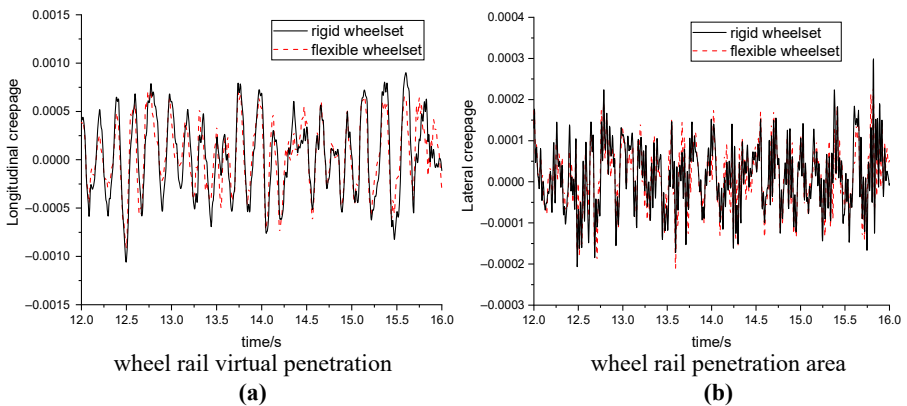 0.0015
0.0010
0.0005
0.0000
–0.0005
–0.0010
–0.0015
Longitudinal creepage
rigid wheelset
flexible wheselset
12.0 12.5 13.0 13.5 14.0 14.5 15.0 15.5 16.0
time/s
wheel rail virtual penetration
(a)
0.0004
0.0003
0.0002
0.0001
0.0000
–0.0001
–0.0002
–0.0003
Lateral creepage
rigid wheelset
flexible wheelset
12.0 12.5 13.0 13.5 14.0 14.5 15.0 15.5 16.0
time/s
wheel rail penetration area
(b)